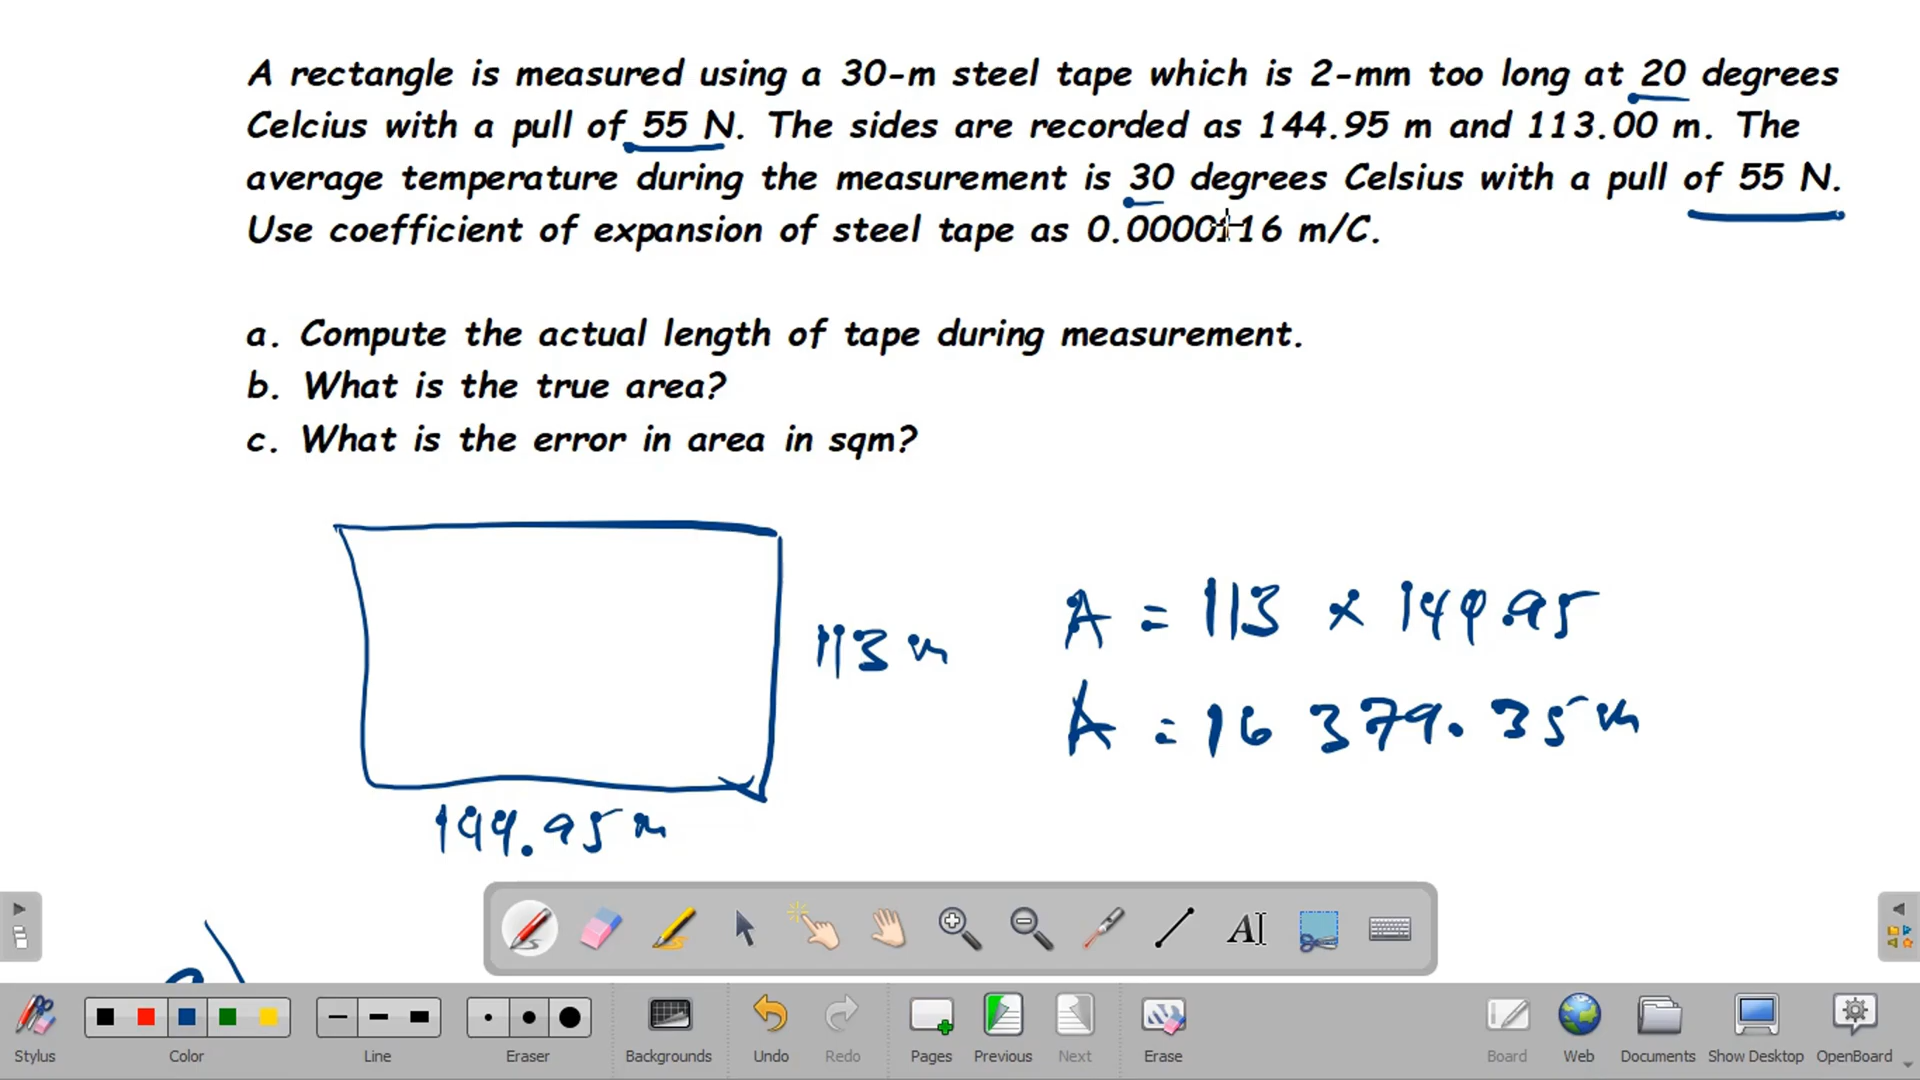 A rectangle is measured using a 30-m steel tape which is 2-mm too long at 20 degrees
Celcius with a pull of 55 N. The sides are recorded as 144.95 m and 113.00 m. The
average temperature during the measurement is 30 degrees Celsius with a pull of 55 N.
Use coefficient of expansion of steel tape as 0.0000116 m/C.
a. Compute the actual length of tape during measurement.
b. What is the true area?
c. What is the error in area in sqm?
113 m
A = 113 x 144.95
A = 16 379.35 m
144.95 m
a)
AI
Stylus
Color
Line
Eraser
Backgrounds
Undo
Redo
Pages
Previous
Next
Erase
Board
Web
Documents
Show Desktop
OpenBoard